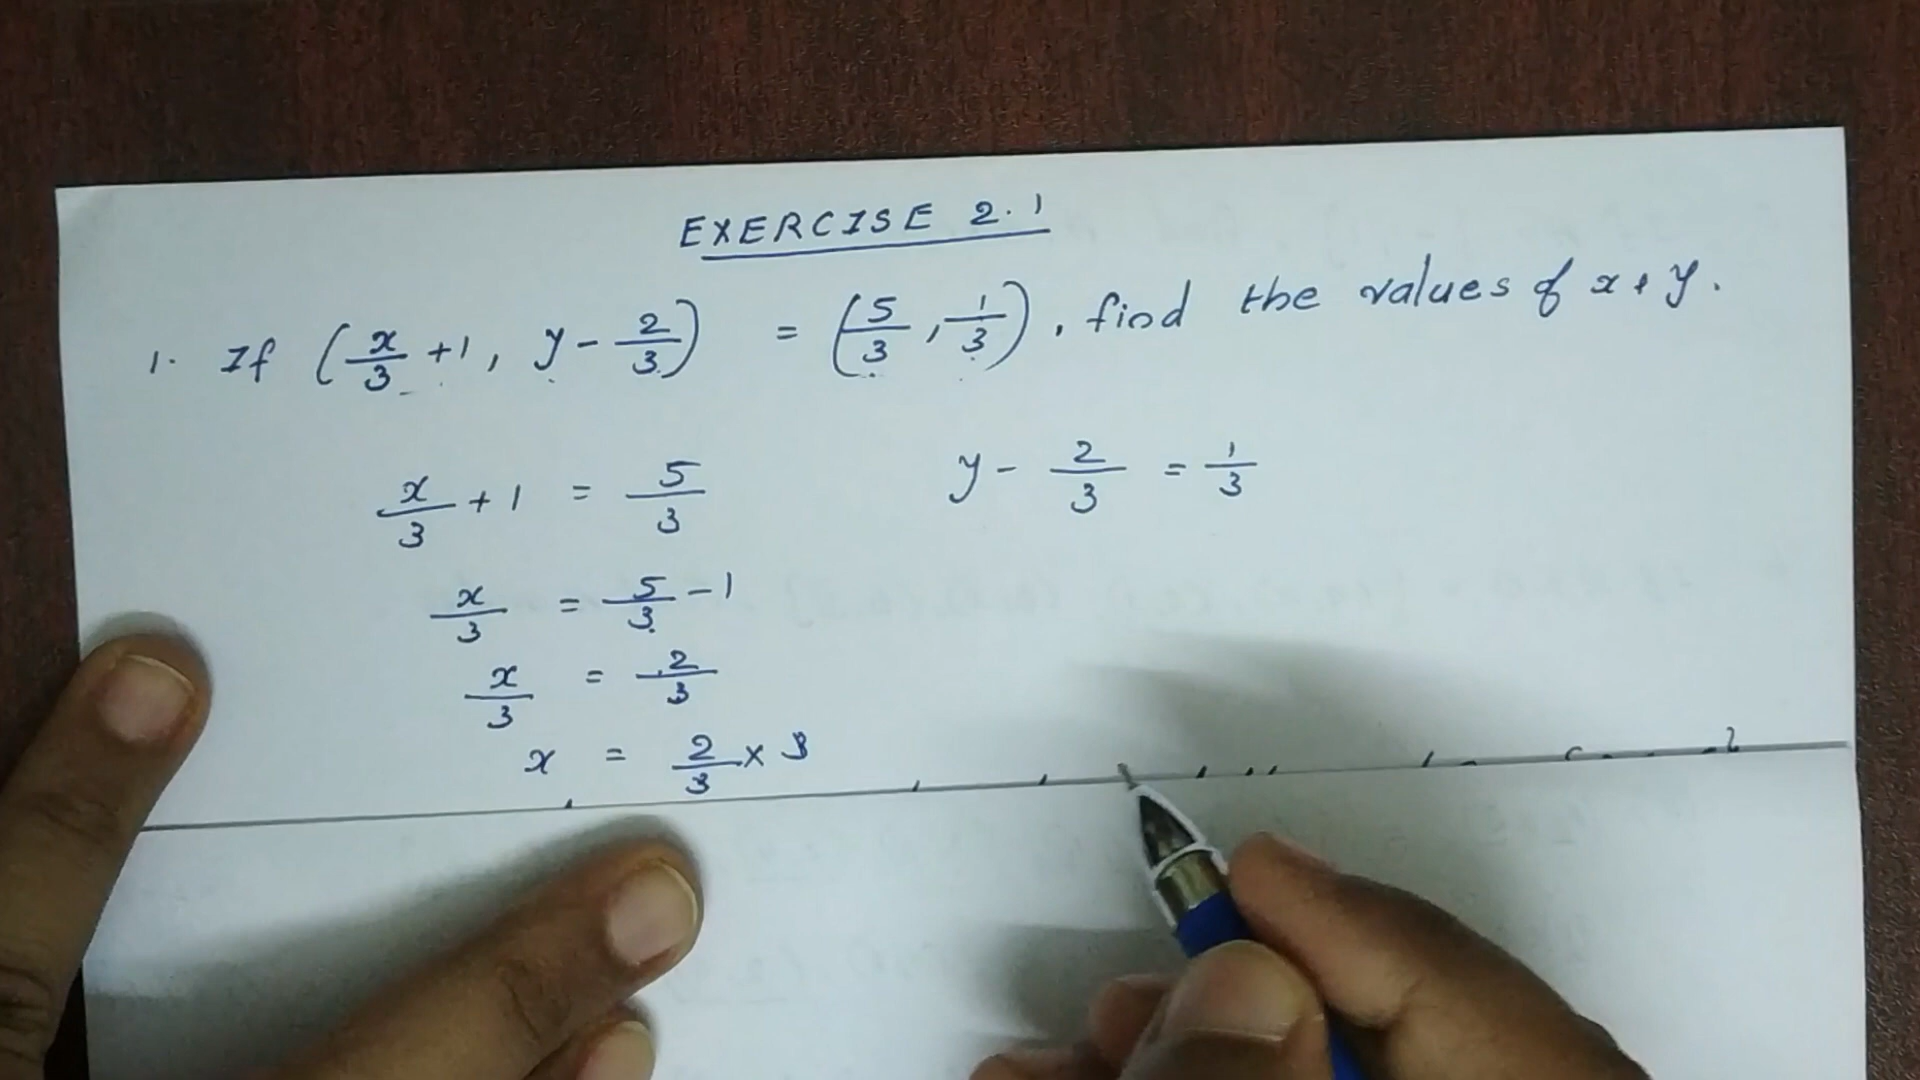 EXERCISE 2.1
1. If (x/3 + 1, y - 2/3) = (5/3, 1/3), find the values of x & y.
x/3 + 1 = 5/3
x/3 = 5/3 - 1
x/3 = 2/3
x = 2/3 × 3
y - 2/3 = 1/3